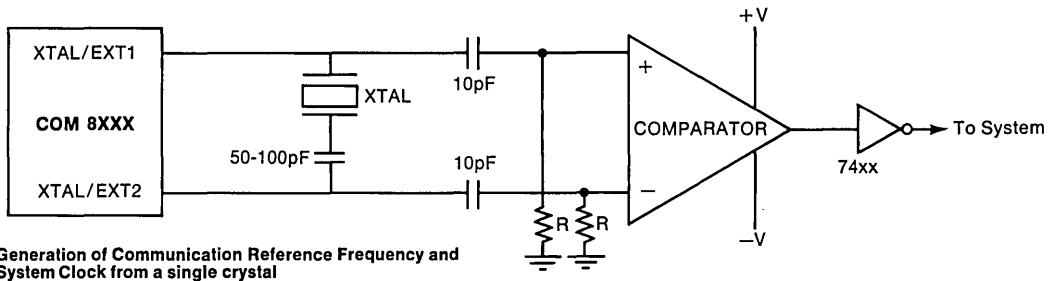 XTAL/EXT1
COM 8XXX
XTAL/EXT2
XTAL
50-100pF
10pF
10pF
R
R
+
COMPARATOR
−
+V
−V
74xx
To System
Generation of Communication Reference Frequency and
System Clock from a single crystal